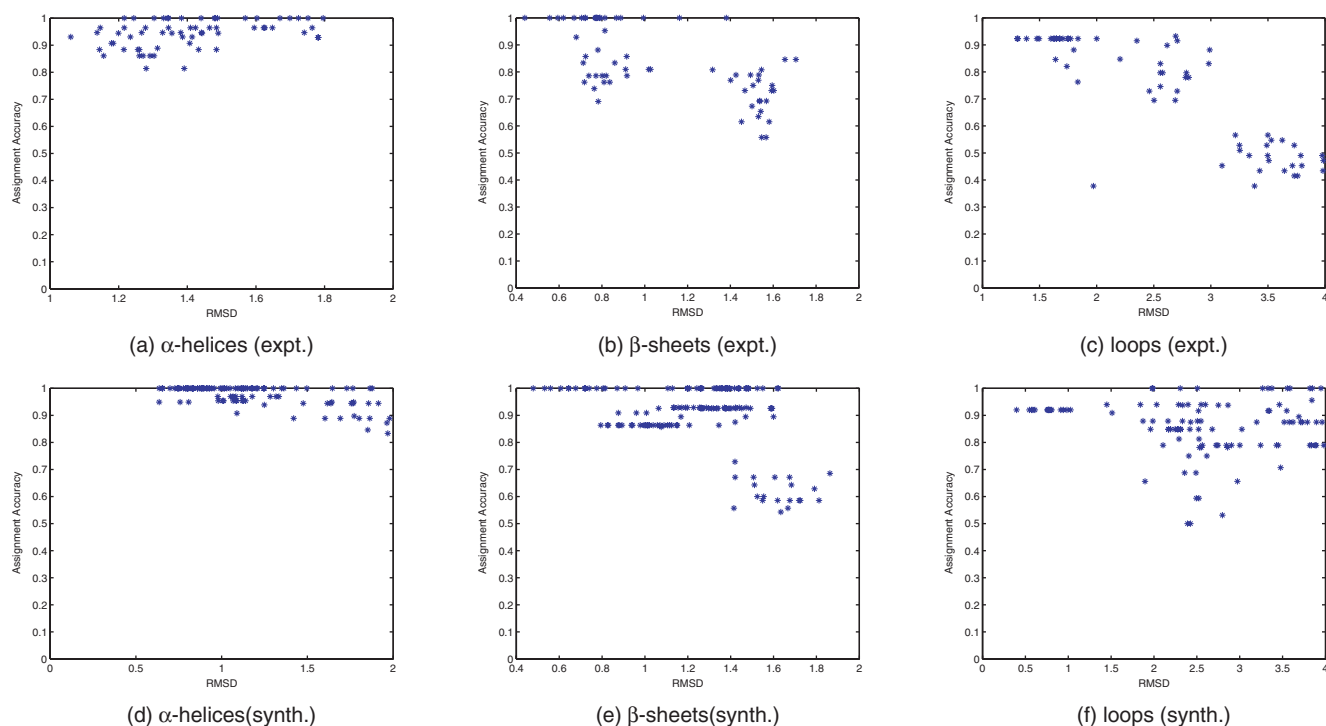 1
0.9
0.8
0.7
0.6
0.5
0.4
0.3
0.2
0.1
0
Assignment Accuracy
1 1.2 1.4 1.6 1.8 2
RMSD
(a) α-helices (expt.)
1
0.9
0.8
0.7
0.6
0.5
0.4
0.3
0.2
0.1
0
Assignment Accuracy
0.4 0.6 0.8 1 1.2 1.4 1.6 1.8 2
RMSD
(b) β-sheets (expt.)
1
0.9
0.8
0.7
0.6
0.5
0.4
0.3
0.2
0.1
0
Assignment Accuracy
1 1.5 2 2.5 3 3.5 4
RMSD
(c) loops (expt.)
1
0.9
0.8
0.7
0.6
0.5
0.4
0.3
0.2
0.1
0
Assignment Accuracy
0 0.5 1 1.5 2
RMSD
(d) α-helices(synth.)
1
0.9
0.8
0.7
0.6
0.5
0.4
0.3
0.2
0.1
0
Assignment Accuracy
0.4 0.6 0.8 1 1.2 1.4 1.6 1.8 2
RMSD
(e) β-sheets(synth.)
1
0.9
0.8
0.7
0.6
0.5
0.4
0.3
0.2
0.1
0
Assignment Accuracy
0 0.5 1 1.5 2 2.5 3 3.5 4
RMSD
(f) loops (synth.)